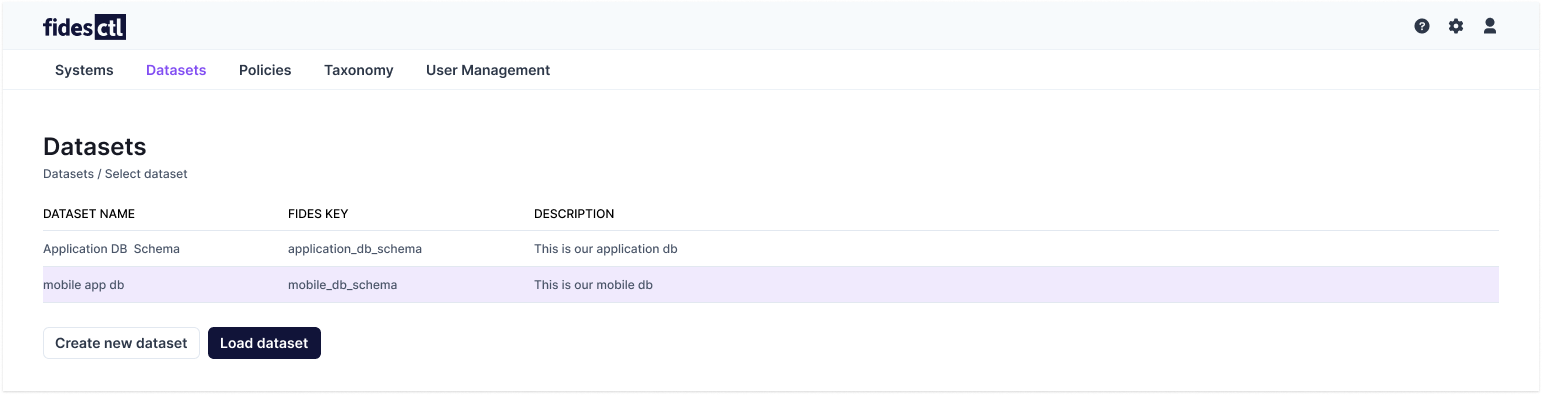 fidesctl
Systems Datasets Policies Taxonomy User Management
Datasets
Datasets / Select dataset
DATASET NAME FIDES KEY DESCRIPTION
Application DB  Schema application_db_schema This is our application db
mobile app db mobile_db_schema This is our mobile db
Create new dataset Load dataset